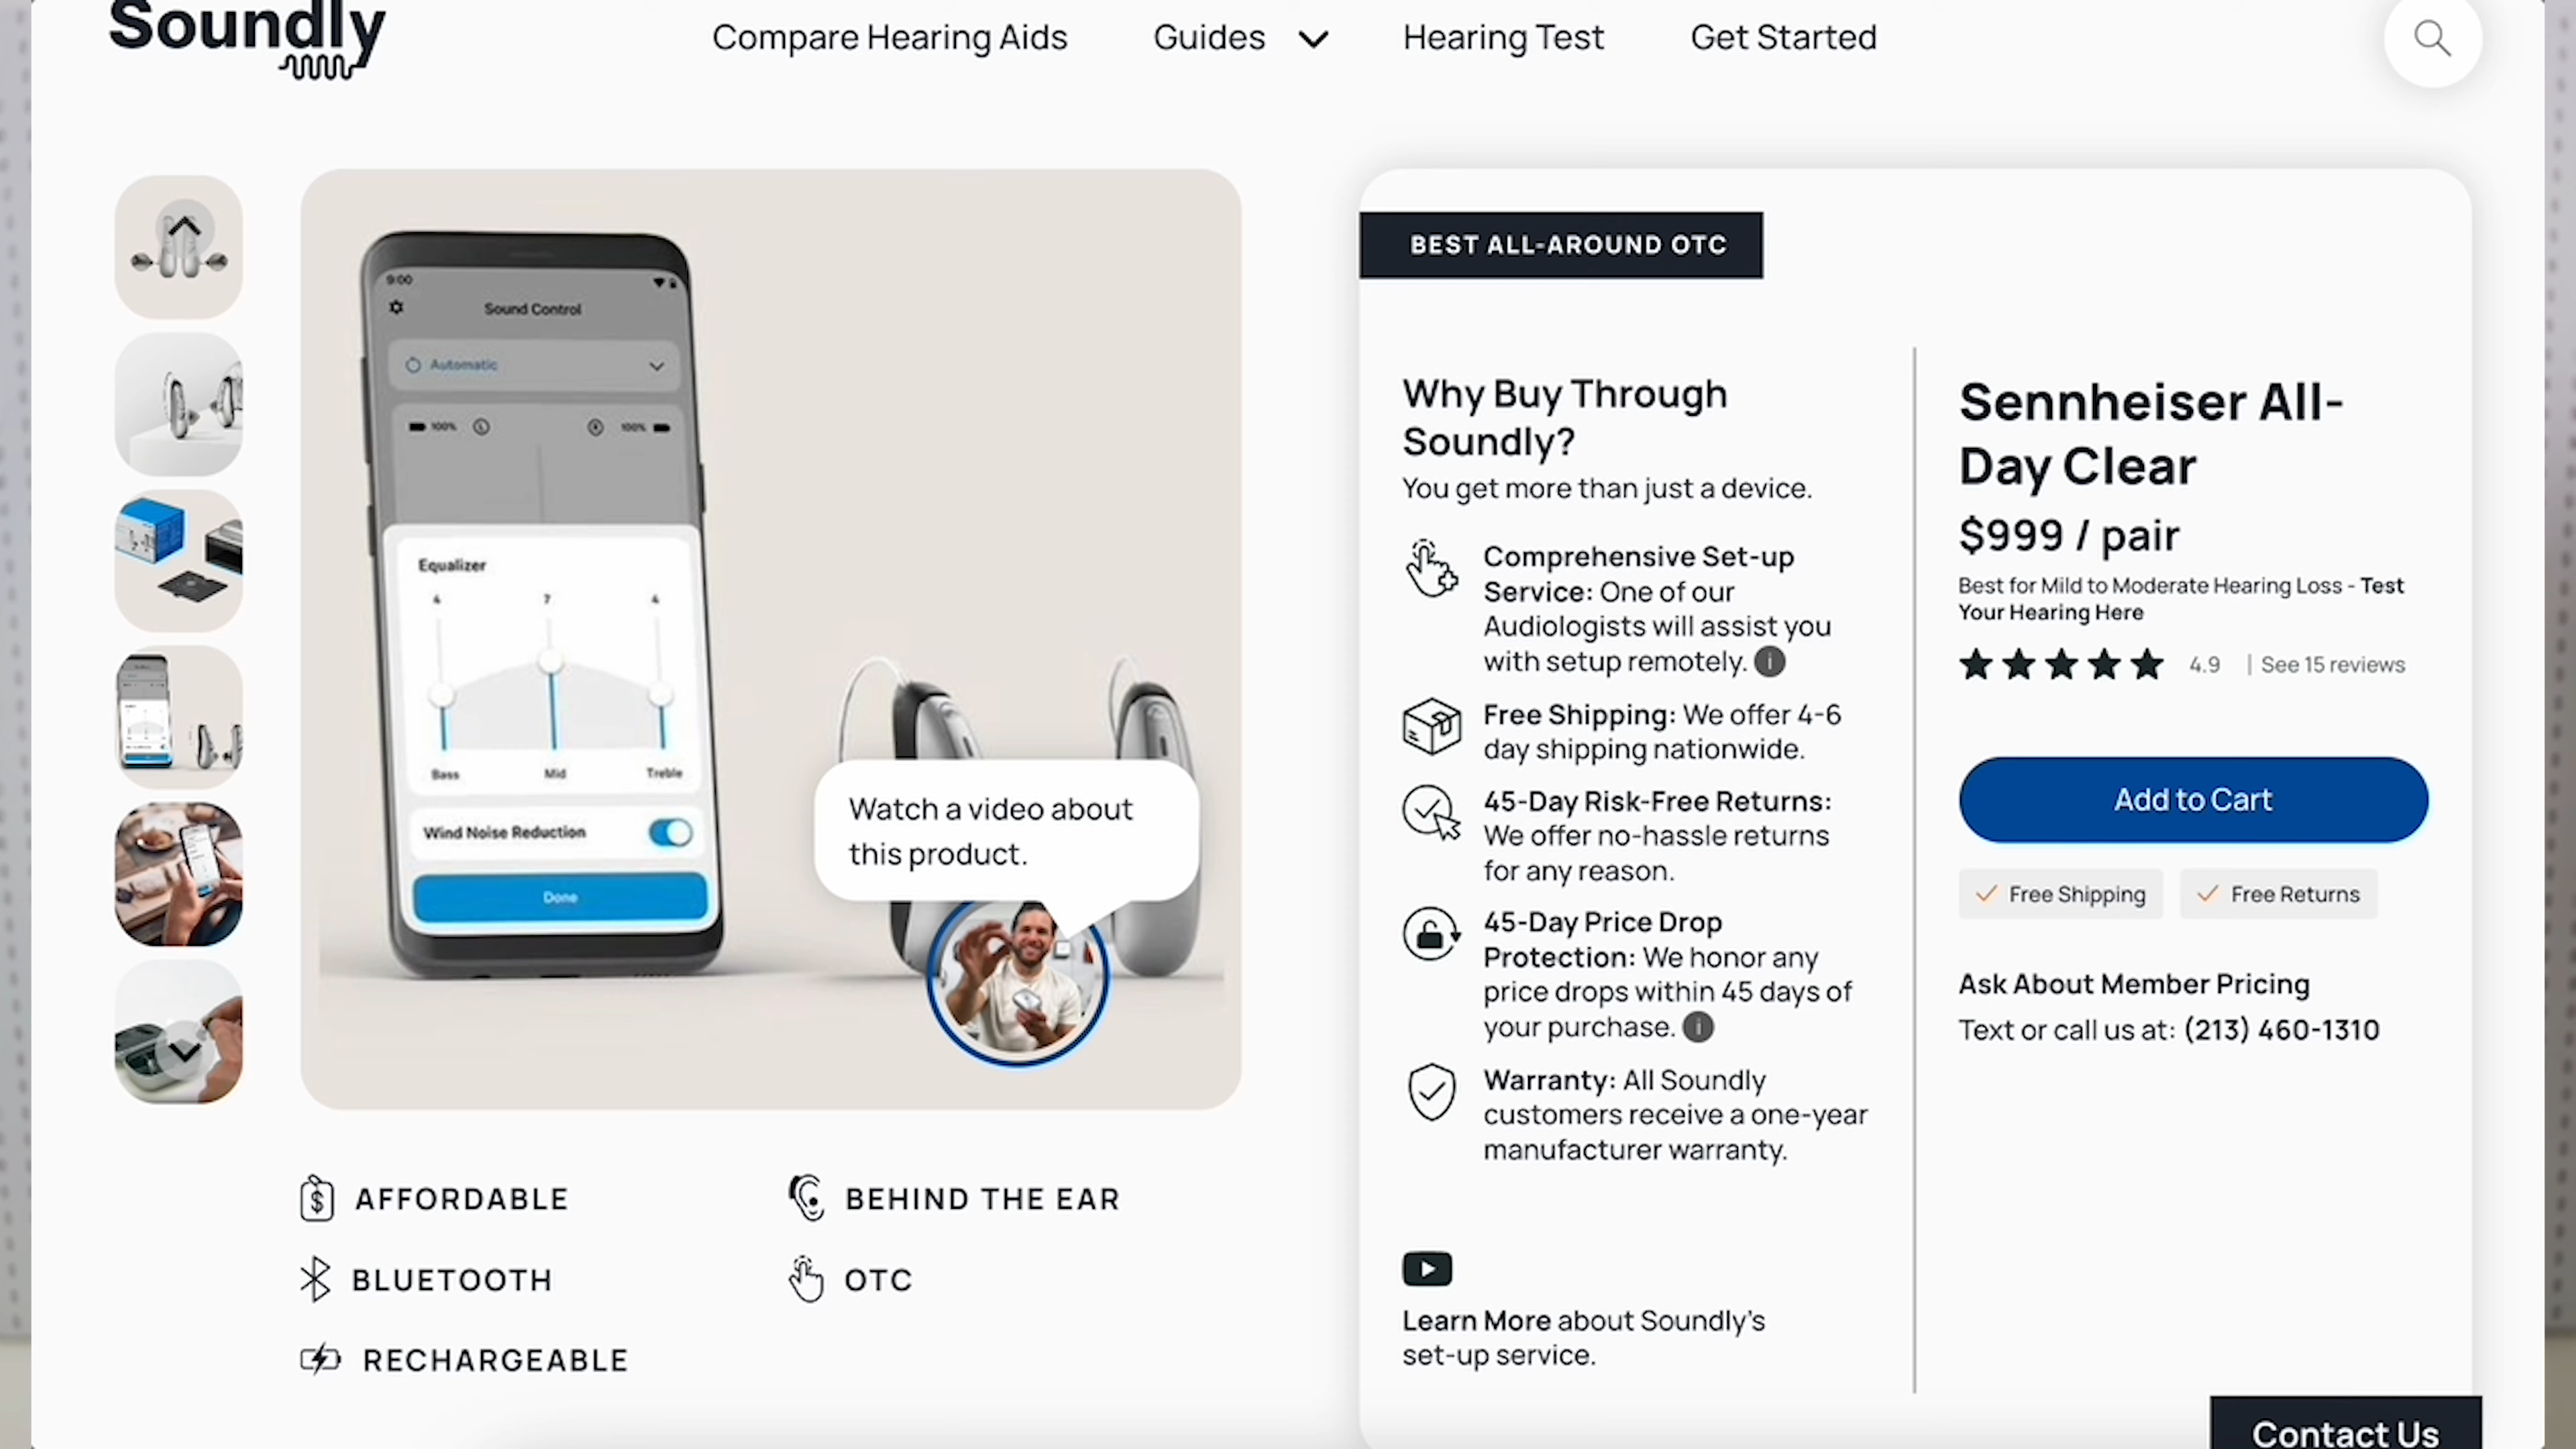 Soundly
Compare Hearing Aids
Guides
Hearing Test
Get Started
9:00
Sound Control
Automatic
100%
100%
Equalizer
4 7 4
Bass Mid Treble
Wind Noise Reduction
Done
Watch a video about
this product.
AFFORDABLE
BEHIND THE EAR
BLUETOOTH
OTC
RECHARGEABLE
BEST ALL-AROUND OTC
Why Buy Through
Soundly?
You get more than just a device.
Comprehensive Set-up
Service: One of our
Audiologists will assist you
with setup remotely. i
Free Shipping: We offer 4-6
day shipping nationwide.
45-Day Risk-Free Returns:
We offer no-hassle returns
for any reason.
45-Day Price Drop
Protection: We honor any
price drops within 45 days of
your purchase. i
Warranty: All Soundly
customers receive a one-year
manufacturer warranty.
Learn More about Soundly's
set-up service.
Sennheiser All-
Day Clear
$999 / pair
Best for Mild to Moderate Hearing Loss - Test
Your Hearing Here
4.9 | See 15 reviews
Add to Cart
Free Shipping
Free Returns
Ask About Member Pricing
Text or call us at: (213) 460-1310
Contact Us